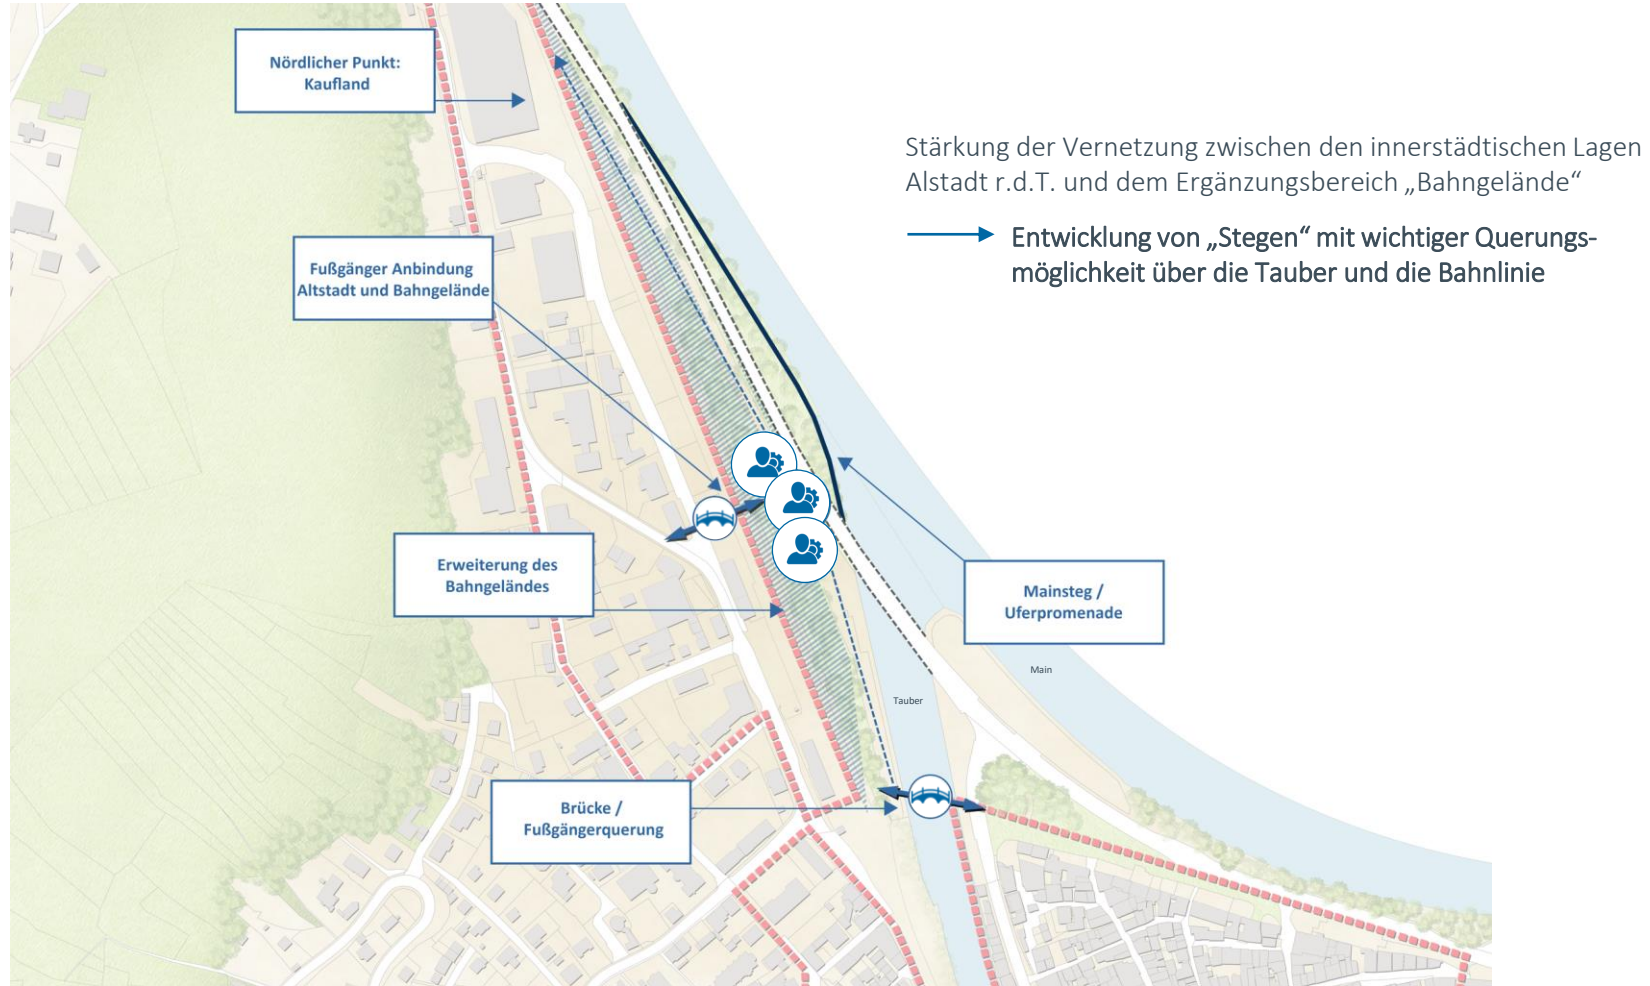 Nördlicher Punkt:
Kaufland
Stärkung der Vernetzung zwischen den innerstädtischen Lagen
Alstadt r.d.T. und dem Ergänzungsbereich „Bahngelände“
Entwicklung von „Stegen“ mit wichtiger Querungs-
möglichkeit über die Tauber und die Bahnlinie
Fußgänger Anbindung
Altstadt und Bahngelände
Erweiterung des
Bahngeländes
Mainsteg /
Uferpromenade
Main
Tauber
Brücke /
Fußgängerquerung